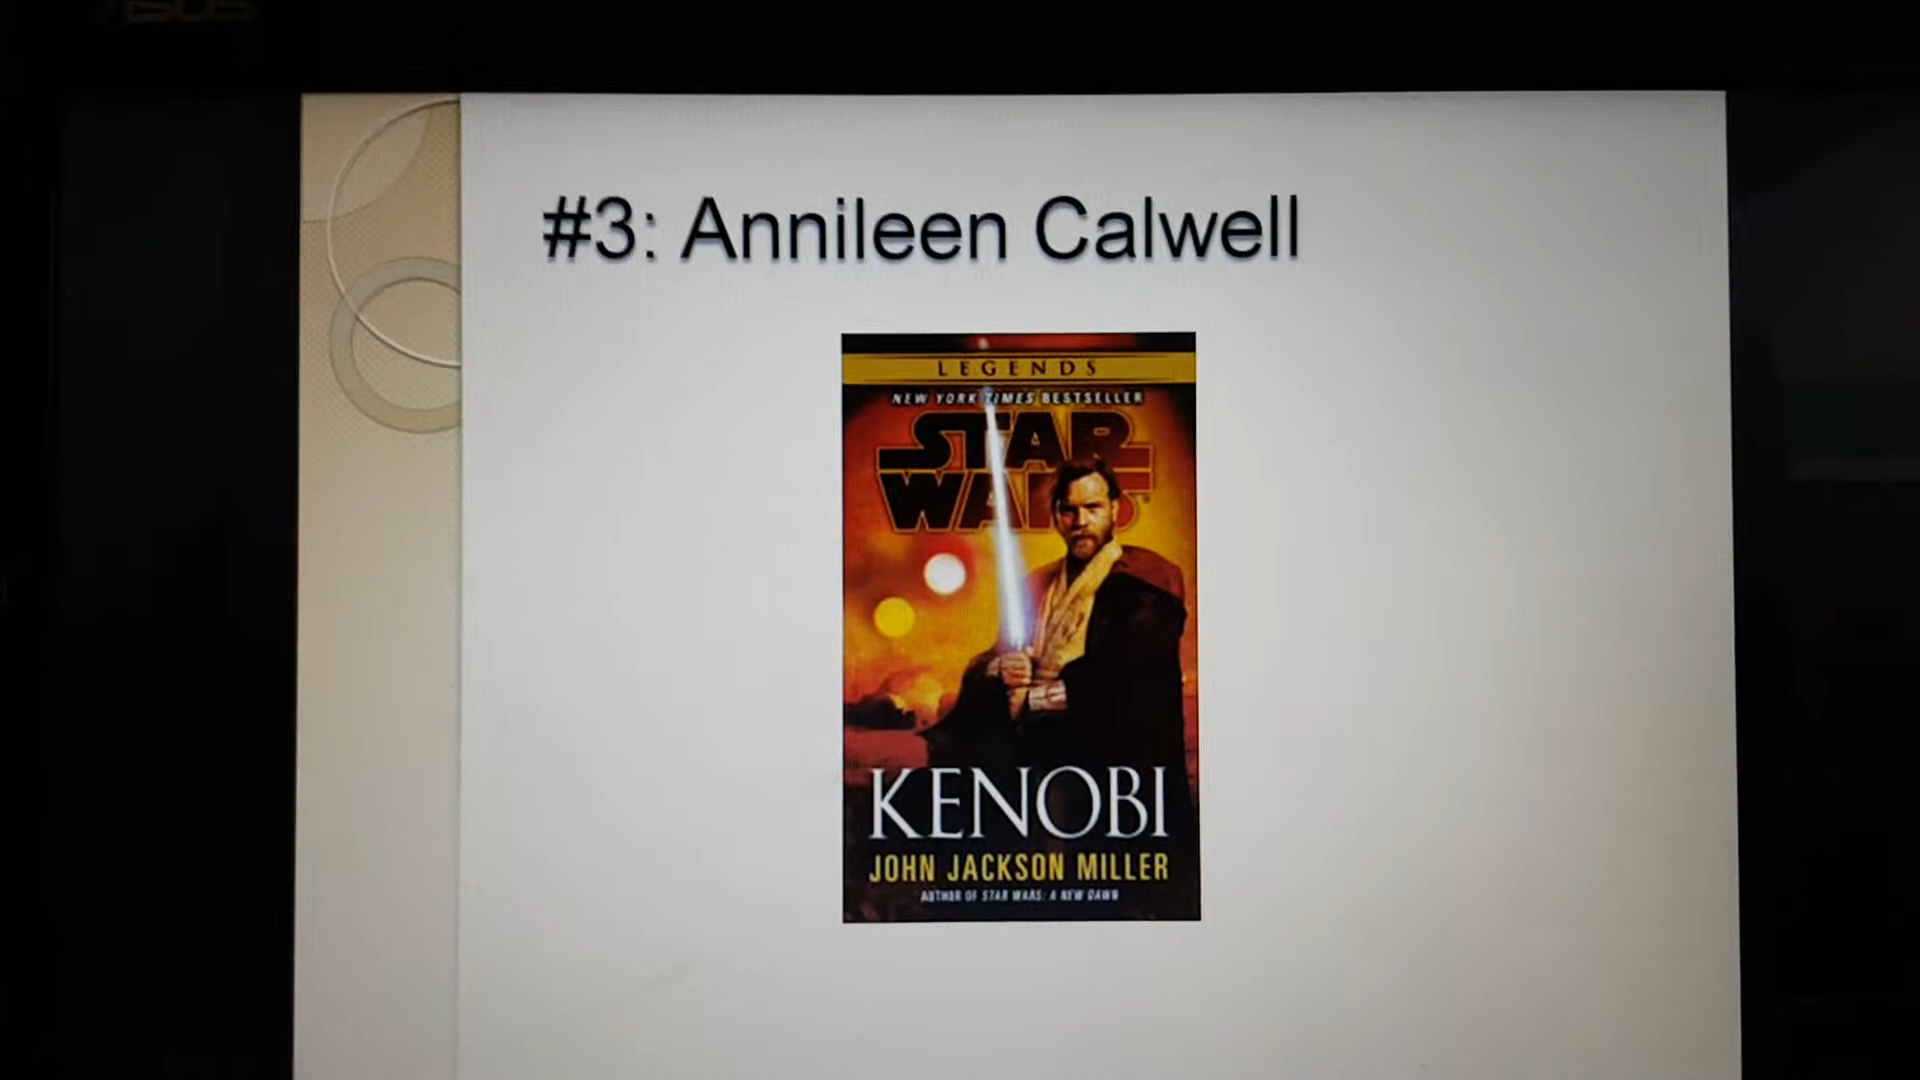 ASUS
#3: Annileen Calwell
LEGENDS
NEW YORK TIMES BESTSELLER
STAR
WARS
KENOBI
JOHN JACKSON MILLER
AUTHOR OF STAR WARS: A NEW DAWN